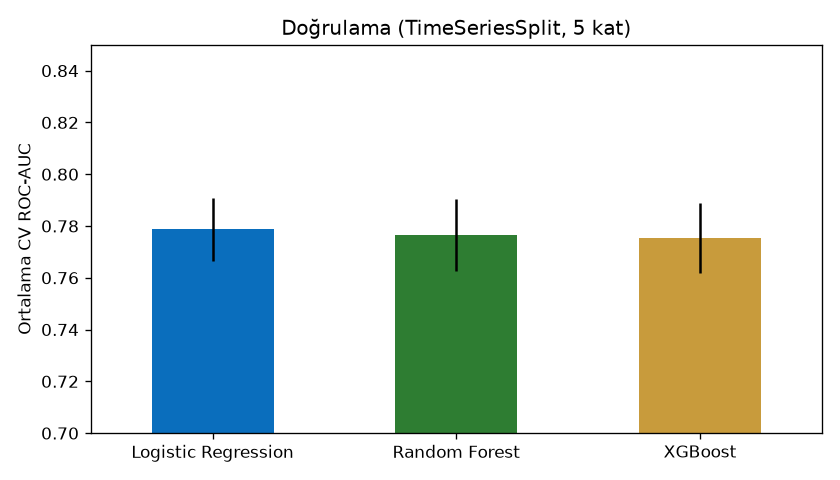 Doğrulama (TimeSeriesSplit, 5 kat)
Ortalama CV ROC-AUC
0.84
0.82
0.80
0.78
0.76
0.74
0.72
0.70
Logistic Regression
Random Forest
XGBoost